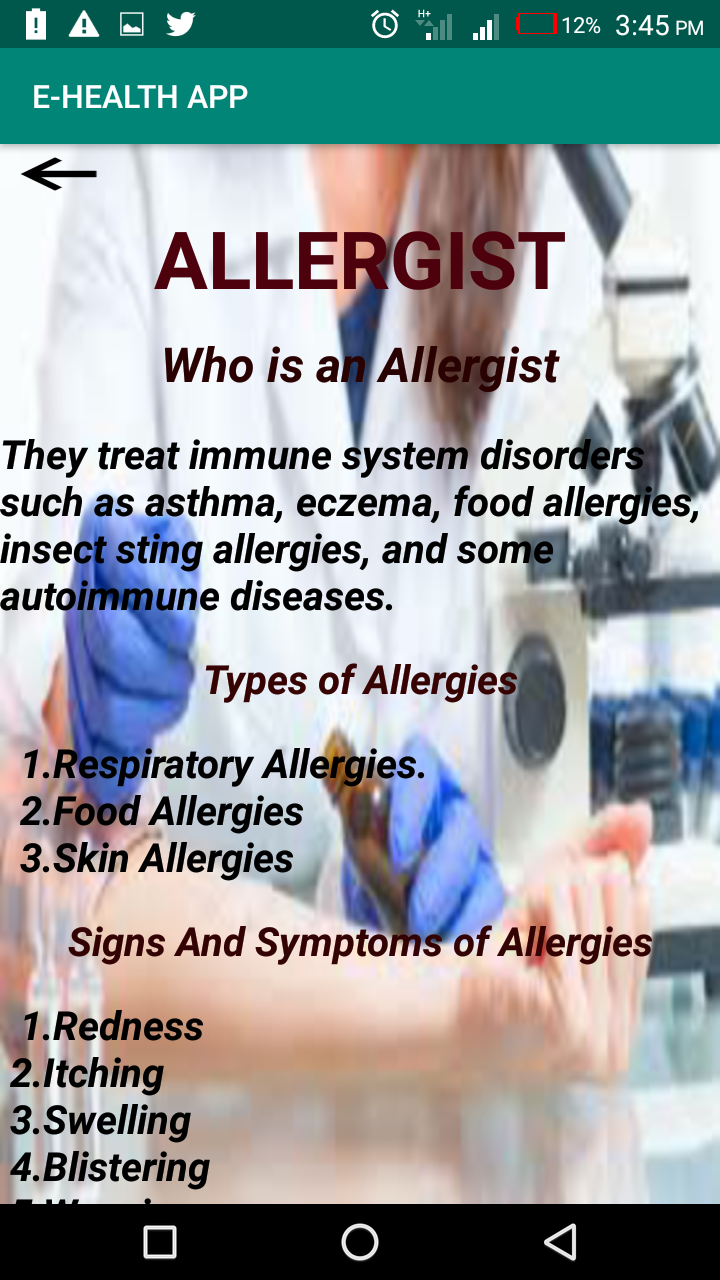 H+
12% 3:45 PM
E-HEALTH APP
ALLERGIST
Who is an Allergist
They treat immune system disorders
such as asthma, eczema, food allergies,
insect sting allergies, and some
autoimmune diseases.
Types of Allergies
1.Respiratory Allergies.
2.Food Allergies
3.Skin Allergies
Signs And Symptoms of Allergies
1.Redness
2.Itching
3.Swelling
4.Blistering